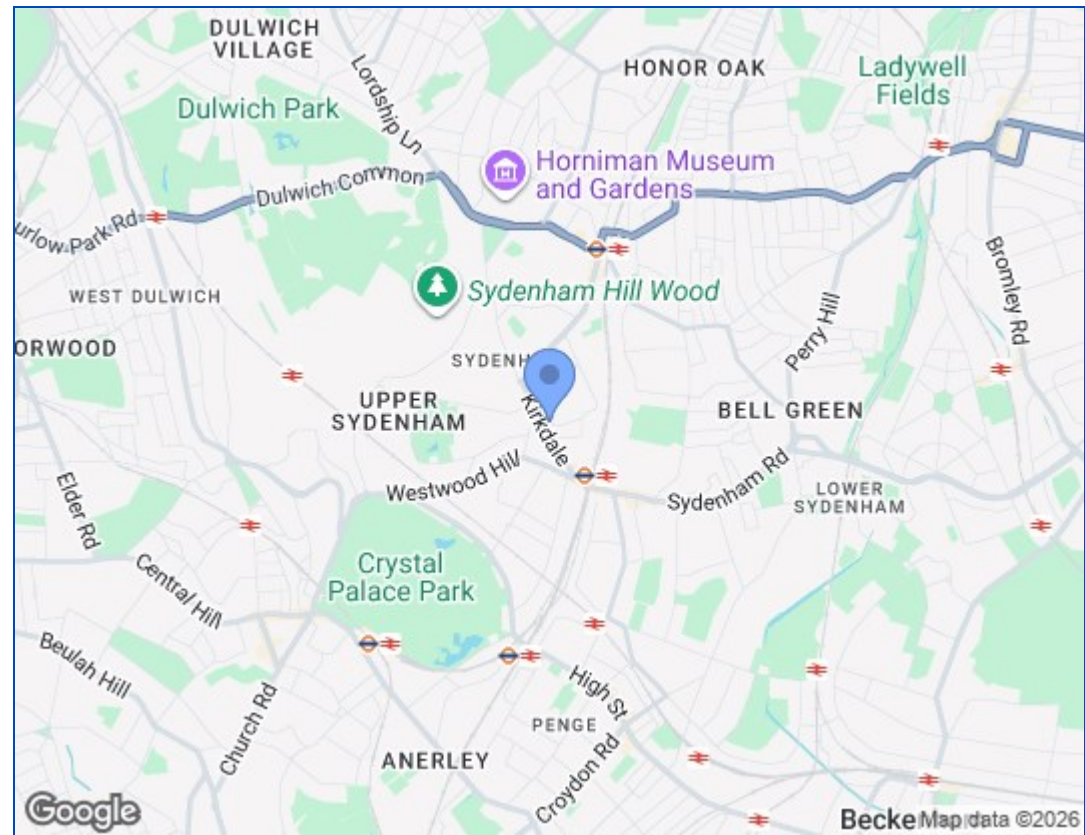 DULWICH
VILLAGE
HONOR OAK
Ladywell
Fields
Dulwich Park
Lordship Ln
Horniman Museum
and Gardens
Dulwich Common
urlow Park Rd
Bromley Rd
WEST DULWICH
Sydenham Hill Wood
Perry Hill
ORWOOD
SYDENH
UPPER
SYDENHAM
Kirkdale
BELL GREEN
Westwood Hill
Sydenham Rd
LOWER
SYDENHAM
Elder Rd
Crystal
Palace Park
Central Hill
Beulah Hill
Church Rd
High St
PENGE
ANERLEY
Croydon Rd
Google
Becke
Map data ©2026